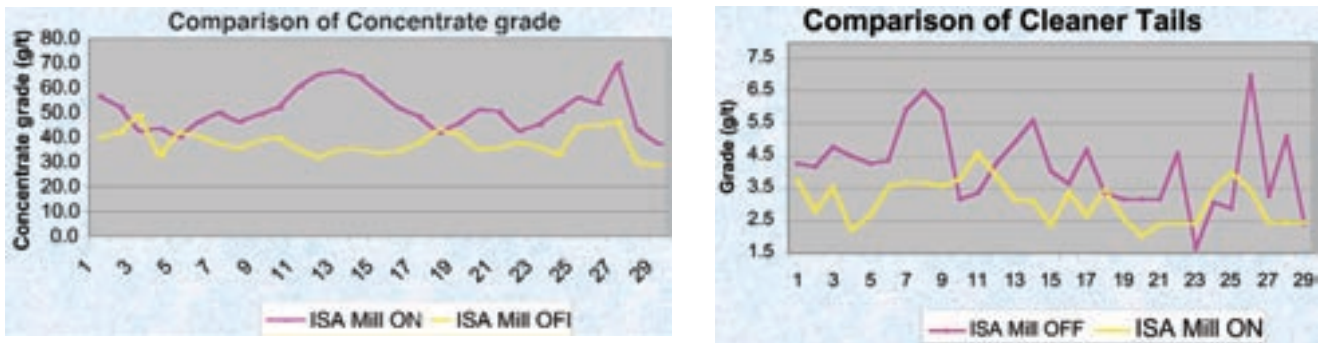 Comparison of Concentrate grade
Concentrate grade (g/t)
80.0
70.0
60.0
50.0
40.0
30.0
20.0
10.0
0.0
1 3 5 7 9 11 13 15 17 19 21 23 25 27 29
ISA Mill ON ISA Mill OFI
Comparison of Cleaner Tails
Grade (g/t)
7.5
6.5
5.5
4.5
3.5
2.5
1.5
1 3 5 7 9 11 13 15 17 19 21 23 25 27 29
ISA Mill OFF ISA Mill ON